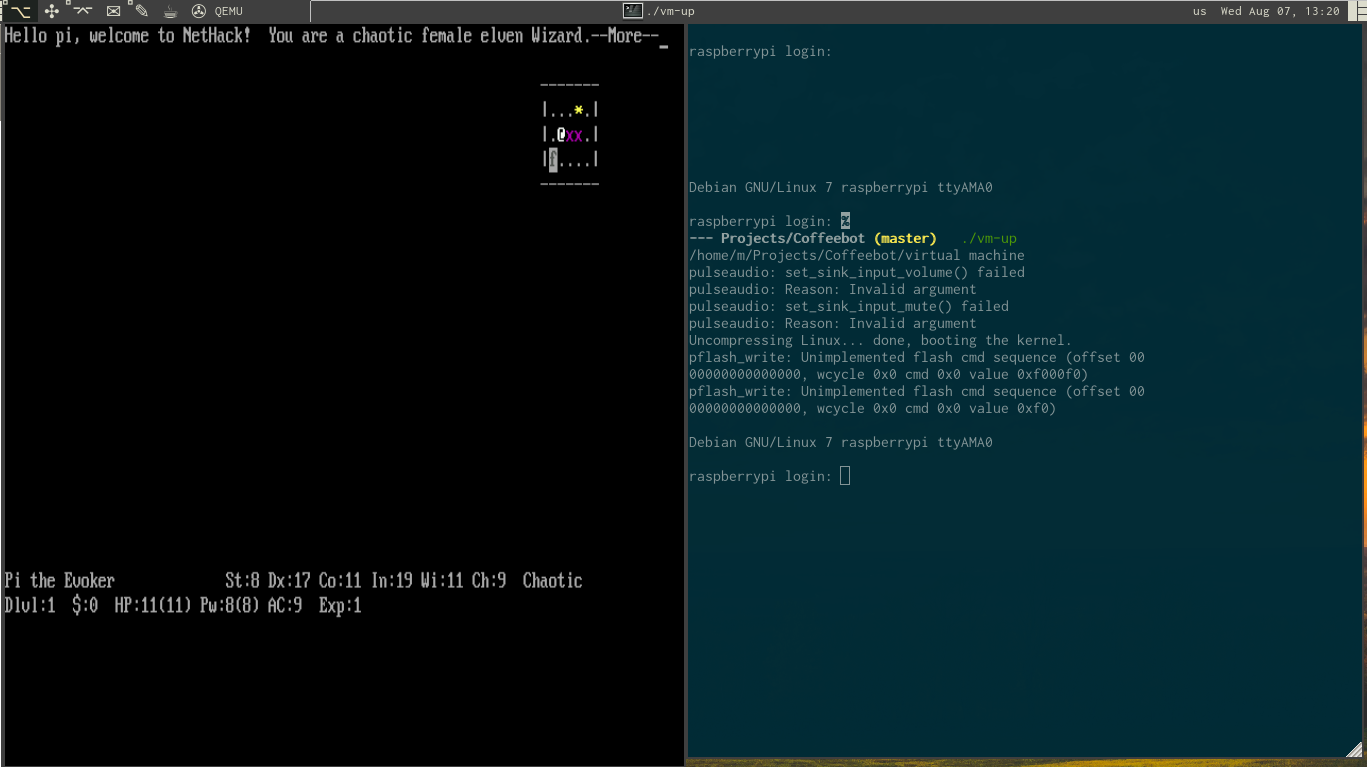 QEMU
./vm-up
us Wed Aug 07, 13:20
Hello pi, welcome to NetHack!  You are a chaotic female elven Wizard.--More--
-------
|...*.|
|.@xx.|
|f....|
-------
Pi the Evoker St:8 Dx:17 Co:11 In:19 Wi:11 Ch:9 Chaotic
Dlvl:1 $:0 HP:11(11) Pw:8(8) AC:9 Exp:1
raspberrypi login:
Debian GNU/Linux 7 raspberrypi ttyAMA0
raspberrypi login: %
--- Projects/Coffeebot (master) ./vm-up
/home/m/Projects/Coffeebot/virtual machine
pulseaudio: set_sink_input_volume() failed
pulseaudio: Reason: Invalid argument
pulseaudio: set_sink_input_mute() failed
pulseaudio: Reason: Invalid argument
Uncompressing Linux... done, booting the kernel.
pflash_write: Unimplemented flash cmd sequence (offset 00
00000000000000, wcycle 0x0 cmd 0x0 value 0xf000f0)
pflash_write: Unimplemented flash cmd sequence (offset 00
00000000000000, wcycle 0x0 cmd 0x0 value 0xf0)
Debian GNU/Linux 7 raspberrypi ttyAMA0
raspberrypi login: